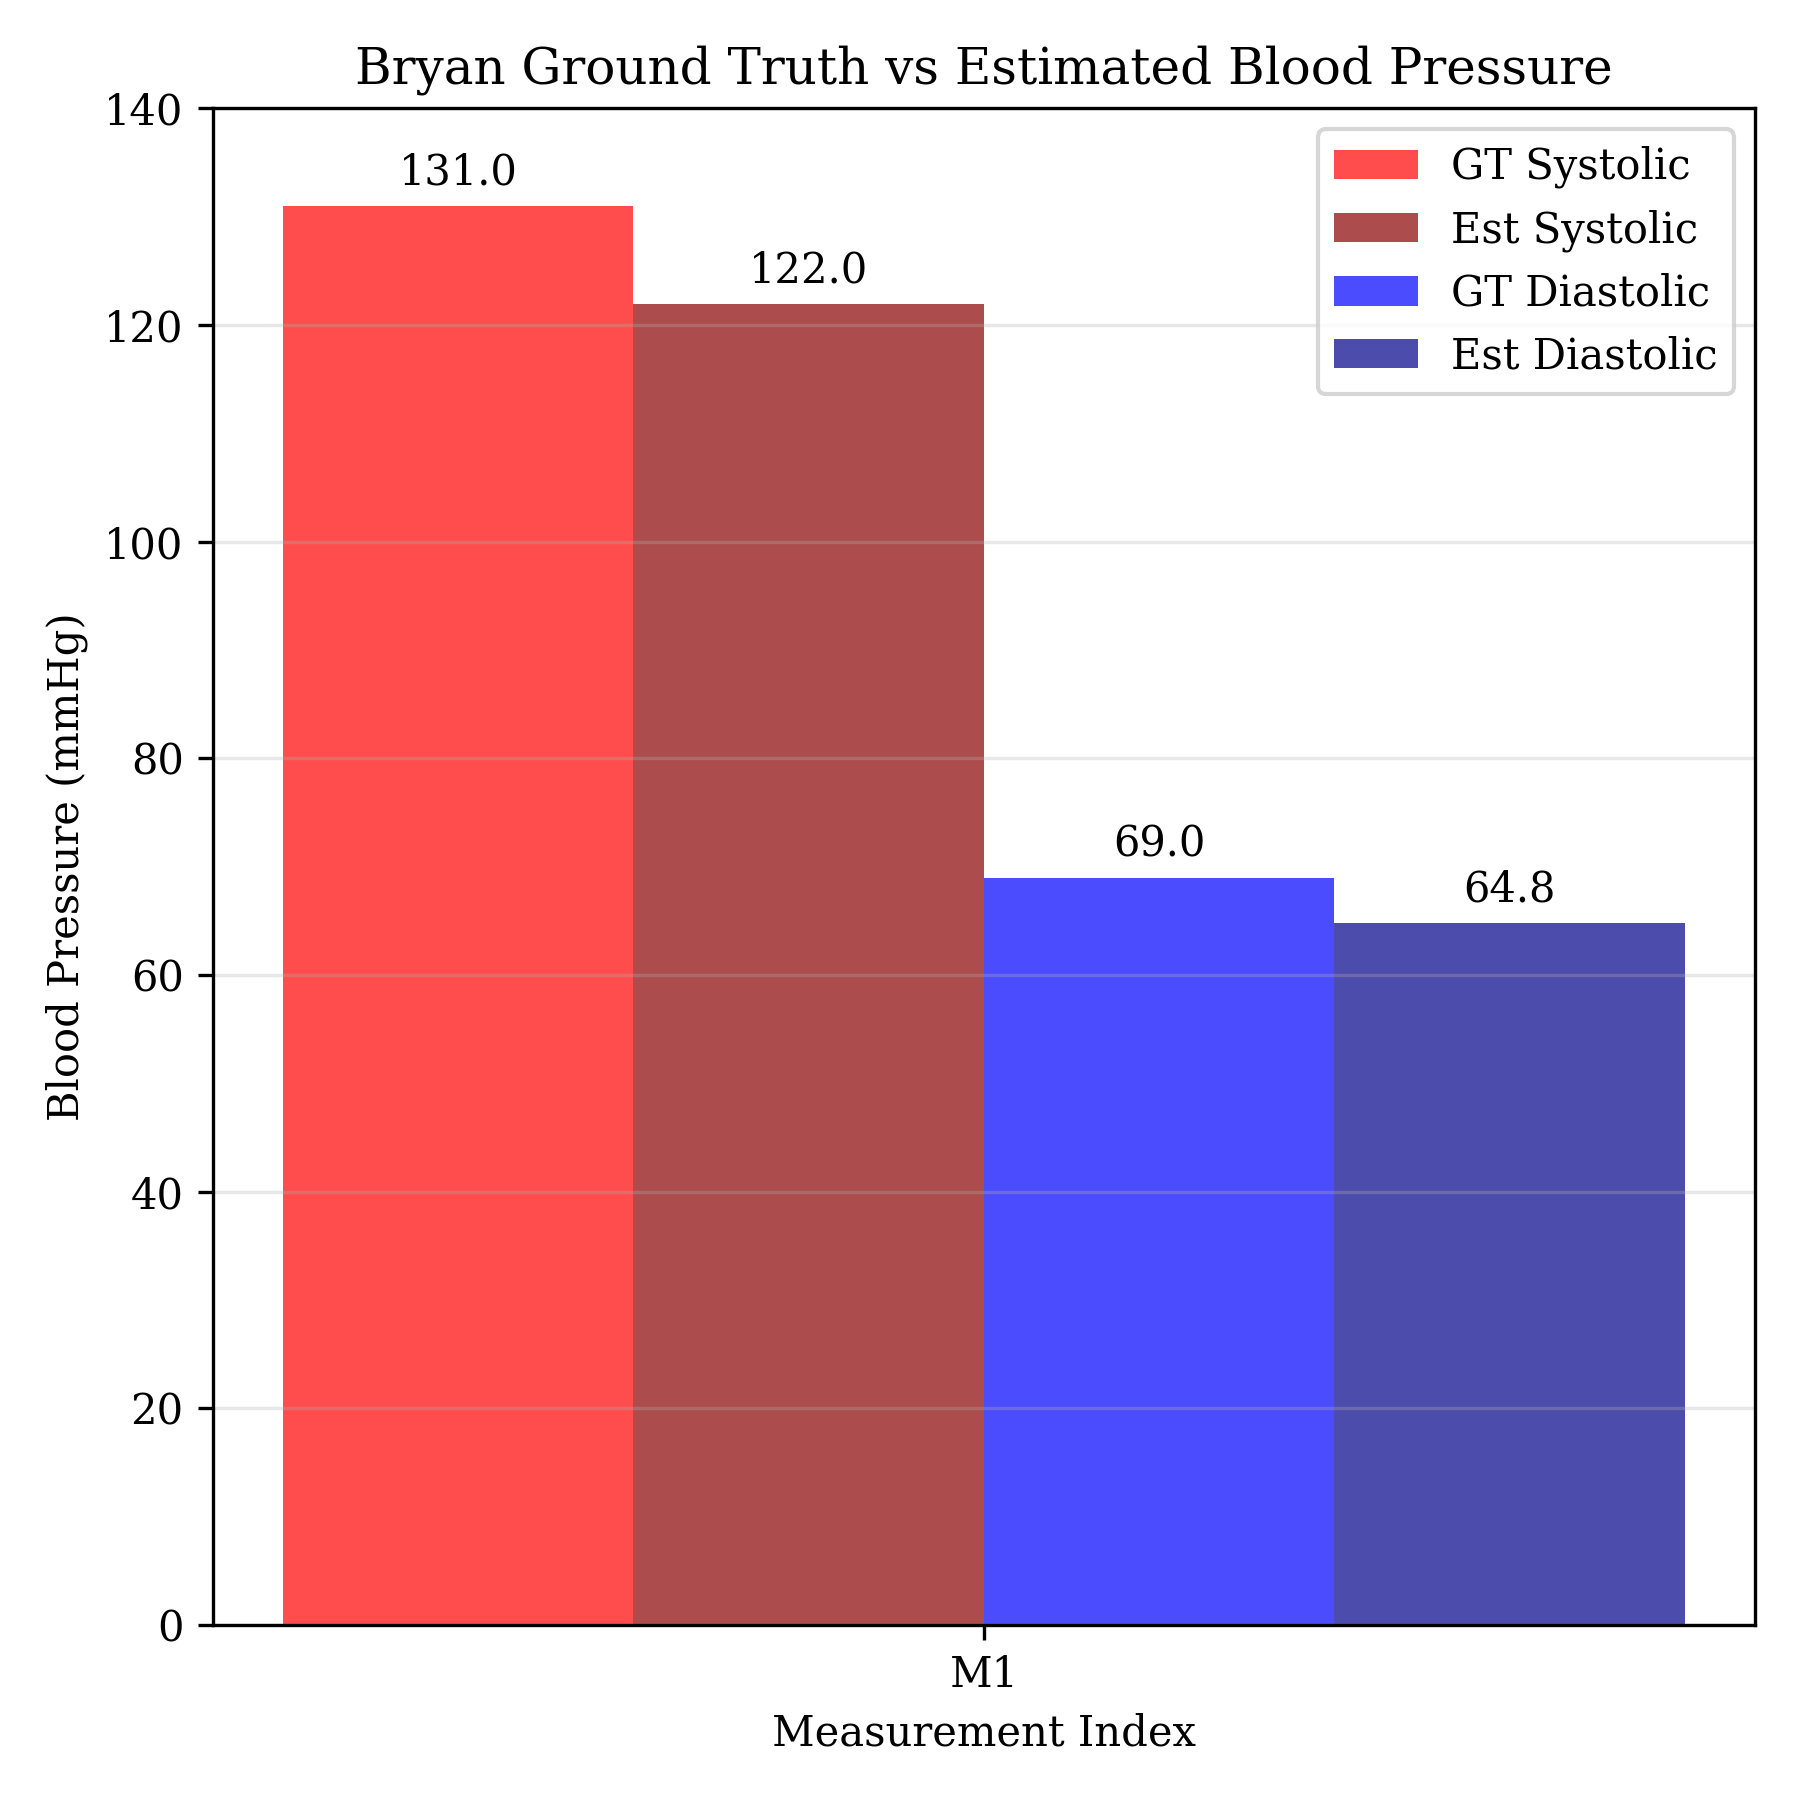 Bryan Ground Truth vs Estimated Blood Pressure
140
120
100
80
60
40
20
0
Blood Pressure (mmHg)
131.0
122.0
69.0
64.8
GT Systolic
Est Systolic
GT Diastolic
Est Diastolic
M1
Measurement Index